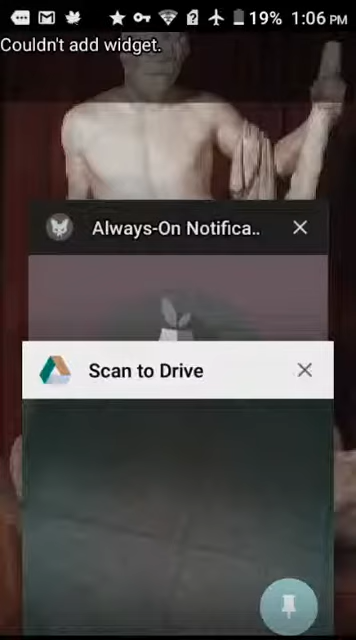 19% 1:06 PM
Couldn't add widget.
Always-On Notifica..
Scan to Drive